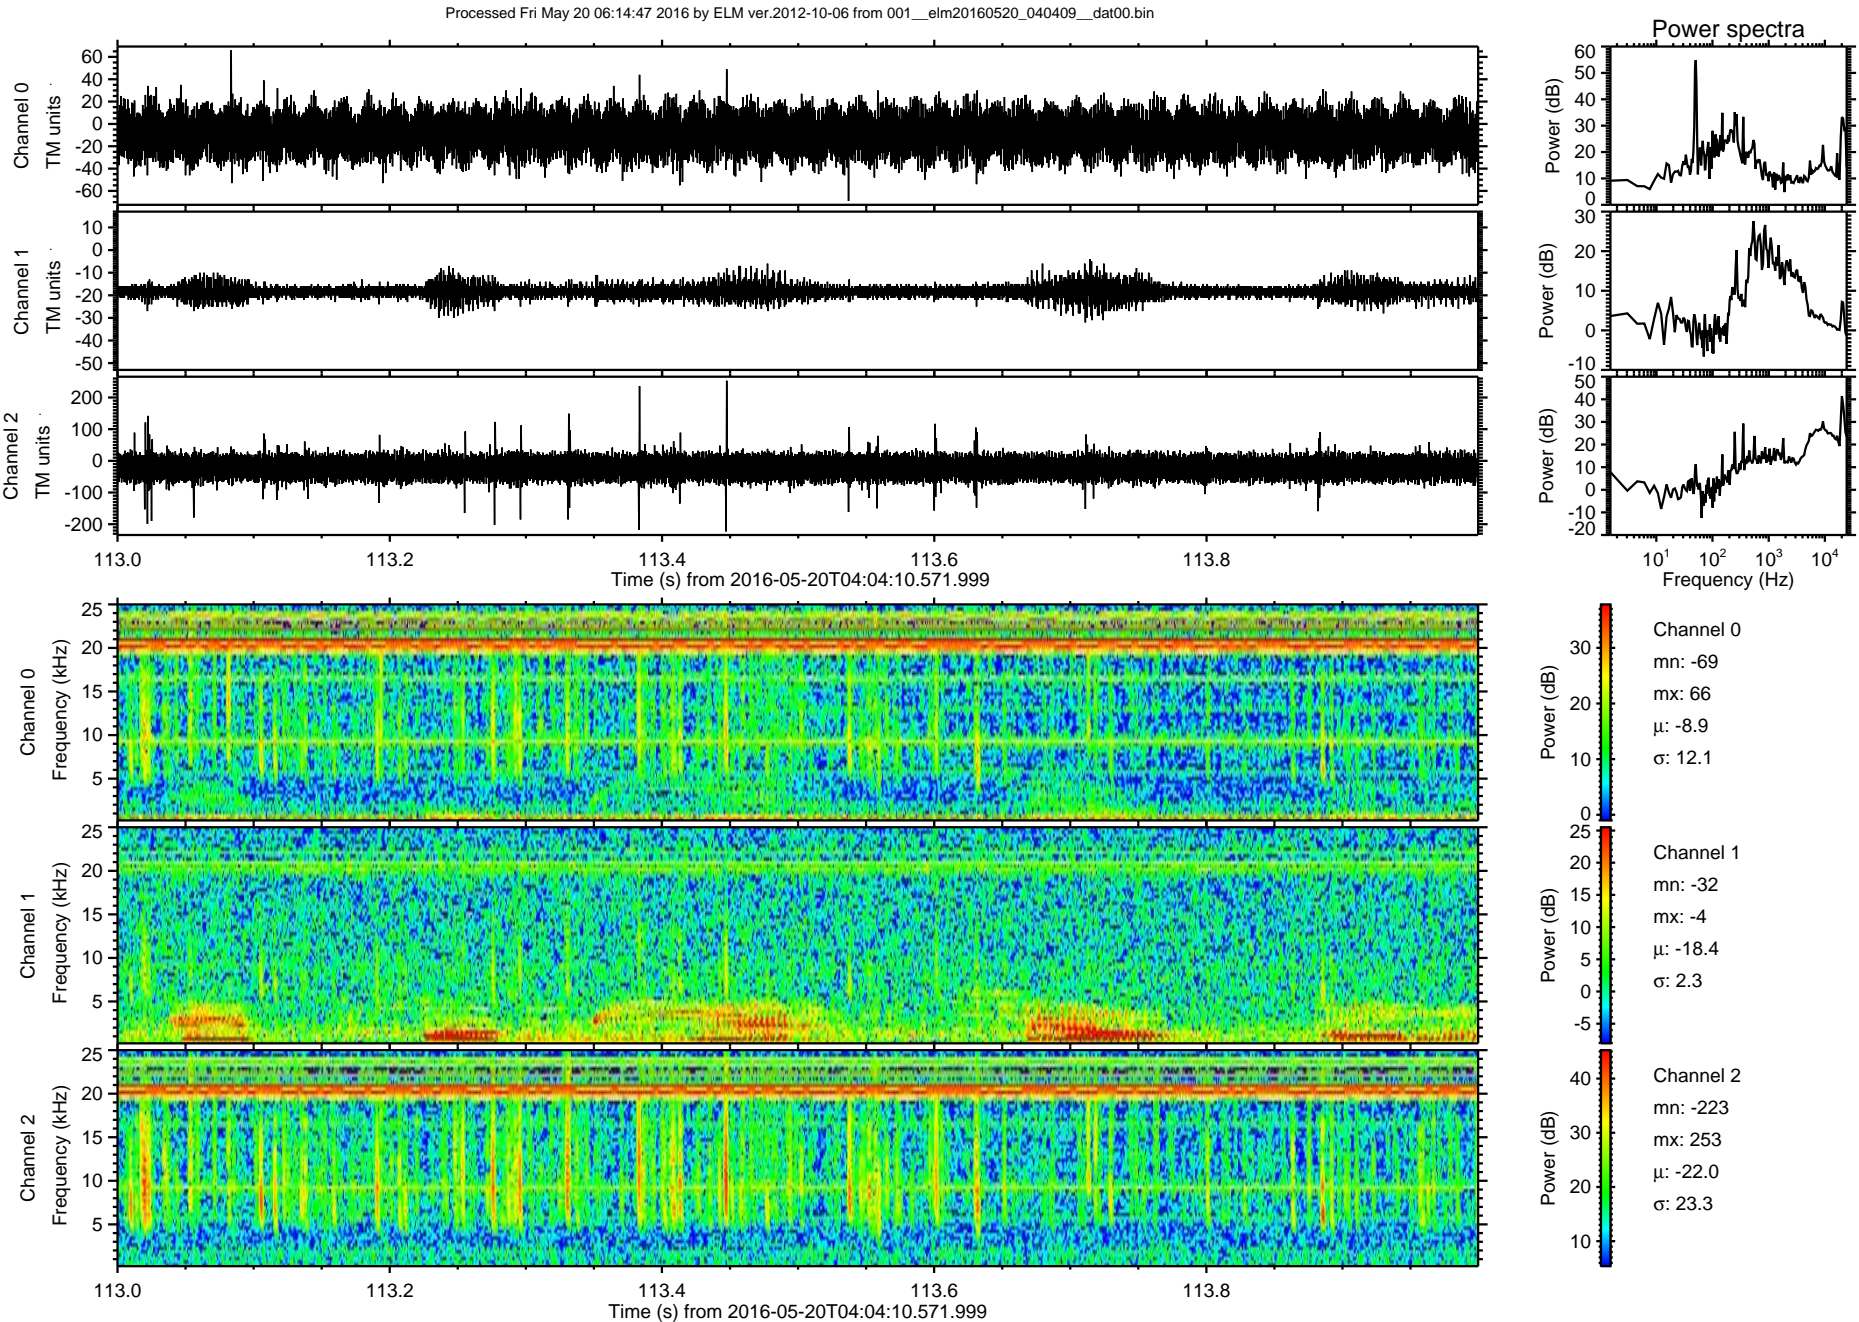 Processed Fri May 20 06:14:47 2016 by ELM ver.2012-10-06 from 001__elm20160520_040409__dat00.bin
Power spectra
Channel 0
TM units
60
40
20
0
-20
-40
-60
Power (dB)
60
50
40
30
20
10
0
Channel 1
TM units
10
0
-10
-20
-30
-40
-50
Power (dB)
30
20
10
0
-10
Channel 2
TM units
200
100
0
-100
-200
Power (dB)
50
40
30
20
10
0
-10
-20
113.0 113.2 113.4 113.6 113.8
Time (s) from 2016-05-20T04:04:10.571.999
10^1 10^2 10^3 10^4
Frequency (Hz)
Channel 0
Frequency (kHz)
25
20
15
10
5
Power (dB)
30
20
10
0
Channel 0
mn: -69
mx: 66
μ: -8.9
σ: 12.1
Channel 1
Frequency (kHz)
25
20
15
10
5
Power (dB)
25
20
15
10
5
0
-5
Channel 1
mn: -32
mx: -4
μ: -18.4
σ: 2.3
Channel 2
Frequency (kHz)
25
20
15
10
5
Power (dB)
40
30
20
10
Channel 2
mn: -223
mx: 253
μ: -22.0
σ: 23.3
113.0 113.2 113.4 113.6 113.8
Time (s) from 2016-05-20T04:04:10.571.999